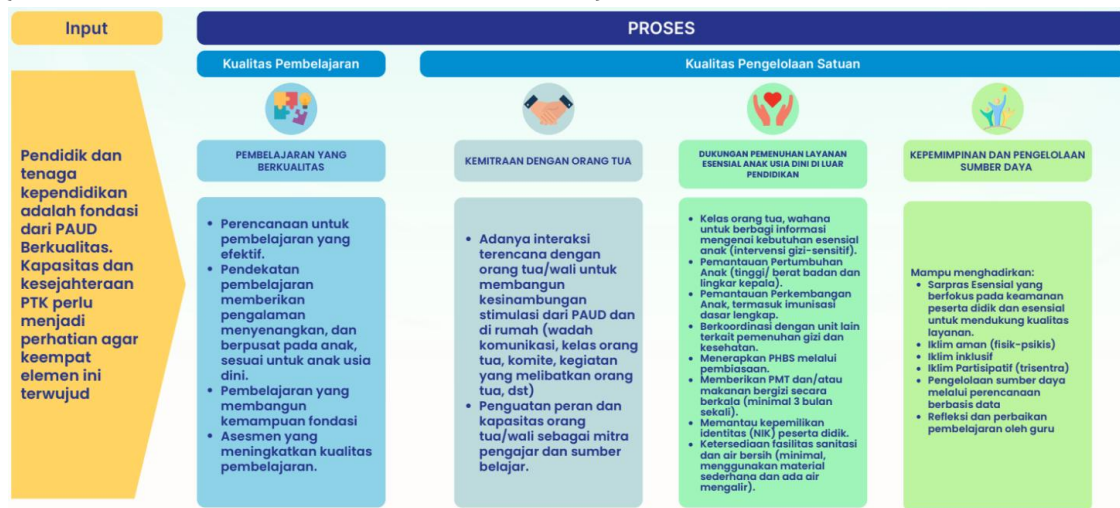 Input
PROSES
Kualitas Pembelajaran
Kualitas Pengelolaan Satuan
Pendidik dan
tenaga
kependidikan
adalah fondasi
dari PAUD
Berkualitas.
Kapasitas dan
kesejahteraan
PTK perlu
menjadi
perhatian agar
keempat
elemen ini
terwujud
PEMBELAJARAN YANG
BERKUALITAS
• Perencanaan untuk
pembelajaran yang
efektif.
• Pendekatan
pembelajaran
memberikan
pengalaman
menyenangkan, dan
berpusat pada anak,
sesuai untuk anak usia
dini.
• Pembelajaran yang
membangun
kemampuan fondasi
• Asesmen yang
meningkatkan kualitas
pembelajaran.
KEMITRAAN DENGAN ORANG TUA
• Adanya interaksi
terencana dengan
orang tua/wali untuk
membangun
kesinambungan
stimulasi dari PAUD dan
di rumah (wadah
komunikasi, kelas orang
tua, komite, kegiatan
yang melibatkan orang
tua, dst)
• Penguatan peran dan
kapasitas orang
tua/wali sebagai mitra
pengajar dan sumber
belajar.
DUKUNGAN PEMENUHAN LAYANAN
ESENSIAL ANAK USIA DINI DI LUAR
PENDIDIKAN
• Kelas orang tua, wahana
untuk berbagi informasi
mengenai kebutuhan esensial
anak (intervensi gizi-sensitif).
• Pemantauan Pertumbuhan
Anak (tinggi/ berat badan dan
lingkar kepala).
• Pemantauan Perkembangan
Anak, termasuk imunisasi
dasar lengkap.
• Berkoordinasi dengan unit lain
terkait pemenuhan gizi dan
kesehatan.
• Menerapkan PHBS melalui
pembiasaan.
• Memberikan PMT dan/atau
makanan bergizi secara
berkala (minimal 3 bulan
sekali).
• Memantau kepemilikan
identitas (NIK) peserta didik.
• Ketersediaan fasilitas sanitasi
dan air bersih (minimal,
menggunakan material
sederhana dan ada air
mengalir).
KEPEMIMPINAN DAN PENGELOLAAN
SUMBER DAYA
Mampu menghadirkan:
• Sarpras Esensial yang
berfokus pada keamanan
peserta didik dan esensial
untuk mendukung kualitas
layanan.
• Iklim aman (fisik-psikis)
• Iklim inklusif
• Iklim Partisipatif (trisentra)
• Pengelolaan sumber daya
melalui perencanaan
berbasis data
• Refleksi dan perbaikan
pembelajaran oleh guru